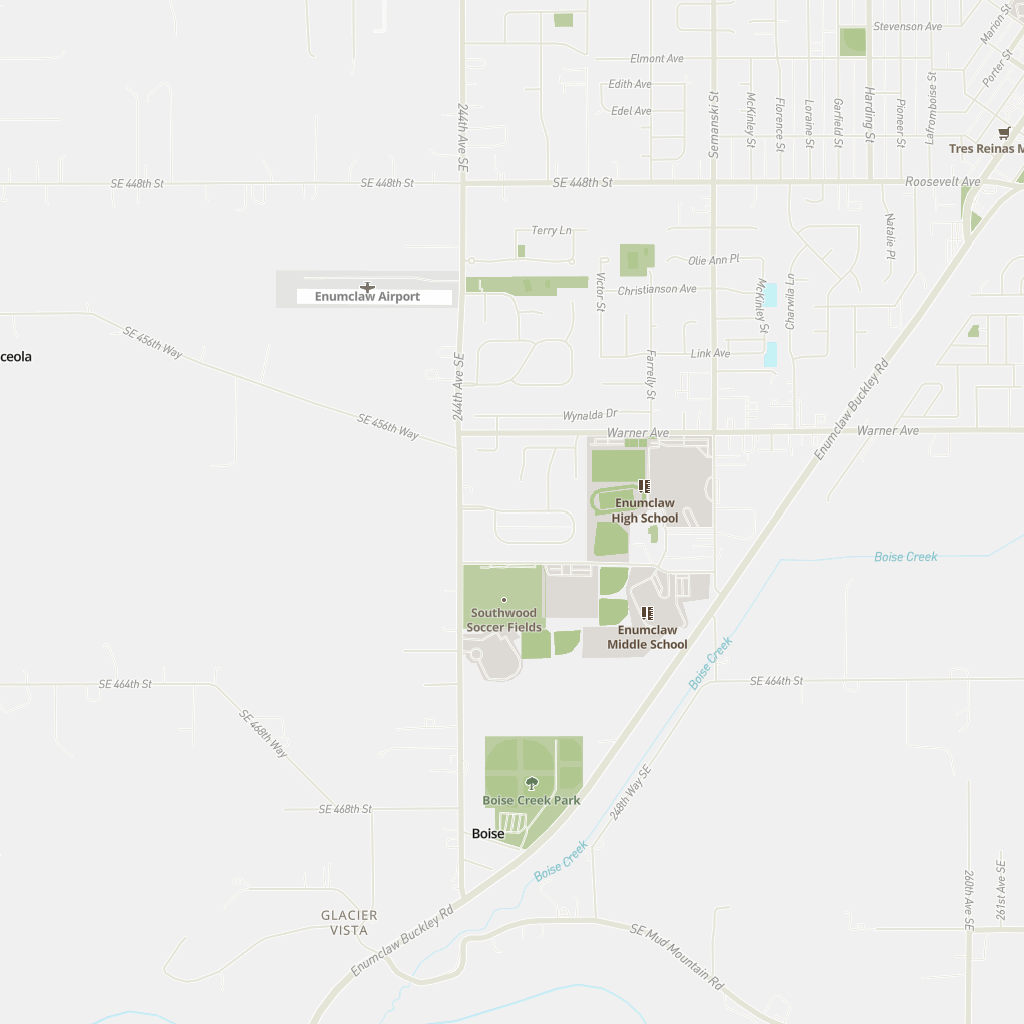 Stevenson Ave
Marion St
Elmont Ave
Porter St
Edith Ave
Edel Ave
244th Ave SE
Semanski St
McKinley St
Florence St
Loraine St
Garfield St
Harding St
Pioneer St
Lafromboise St
Tres Reinas M
SE 448th St
SE 448th St
SE 448th St
Roosevelt Ave
Terry Ln
Natalie Pl
Olie Ann Pl
Enumclaw Airport
Victor St
Christianson Ave
McKinley St
Charwila Ln
SE 456th Way
ceola
Link Ave
244th Ave SE
Farrelly St
Enumclaw Buckley Rd
SE 456th Way
Wynalda Dr
Warner Ave
Warner Ave
Enumclaw
High School
Boise Creek
Southwood
Soccer Fields
Enumclaw
Middle School
Boise Creek
SE 464th St
SE 464th St
SE 468th Way
248th Way SE
Boise Creek Park
SE 468th St
Boise
Boise Creek
260th Ave SE
261st Ave SE
GLACIER
VISTA
Enumclaw Buckley Rd
SE Mud Mountain Rd